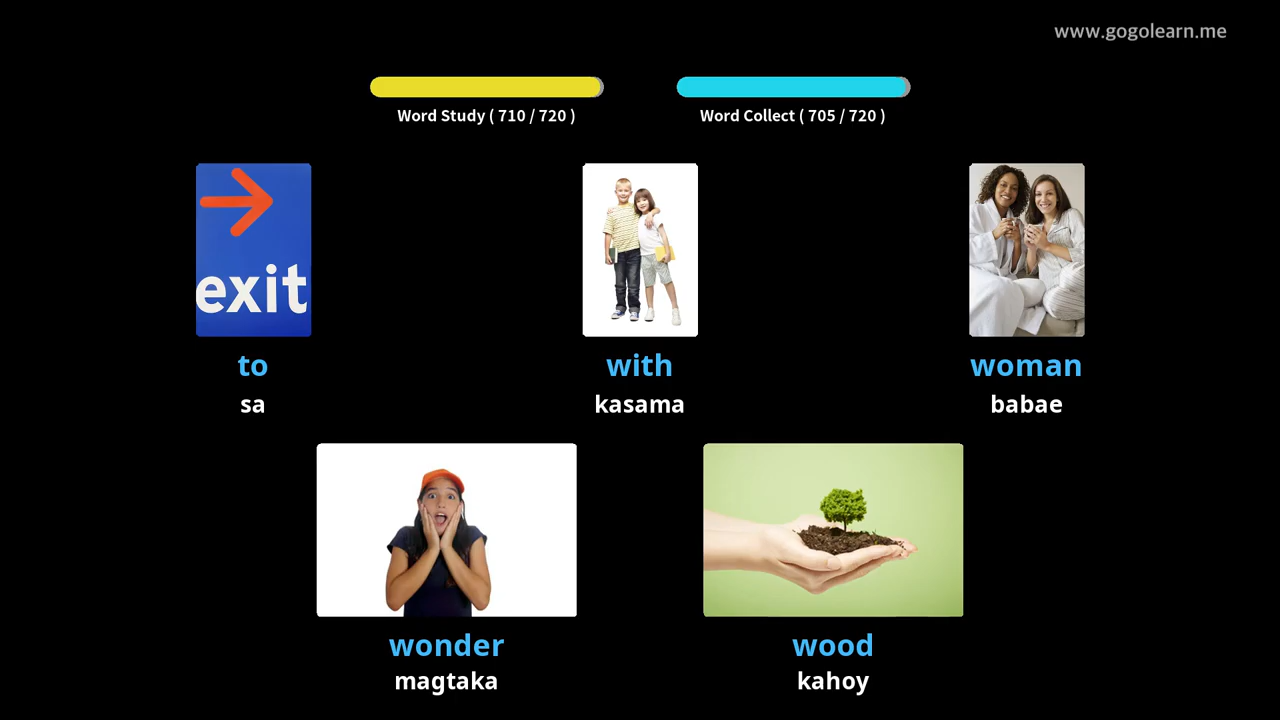 www.gogolearn.me
Word Study ( 710 / 720 )
Word Collect ( 705 / 720 )
exit
to
sa
with
kasama
woman
babae
wonder
magtaka
wood
kahoy